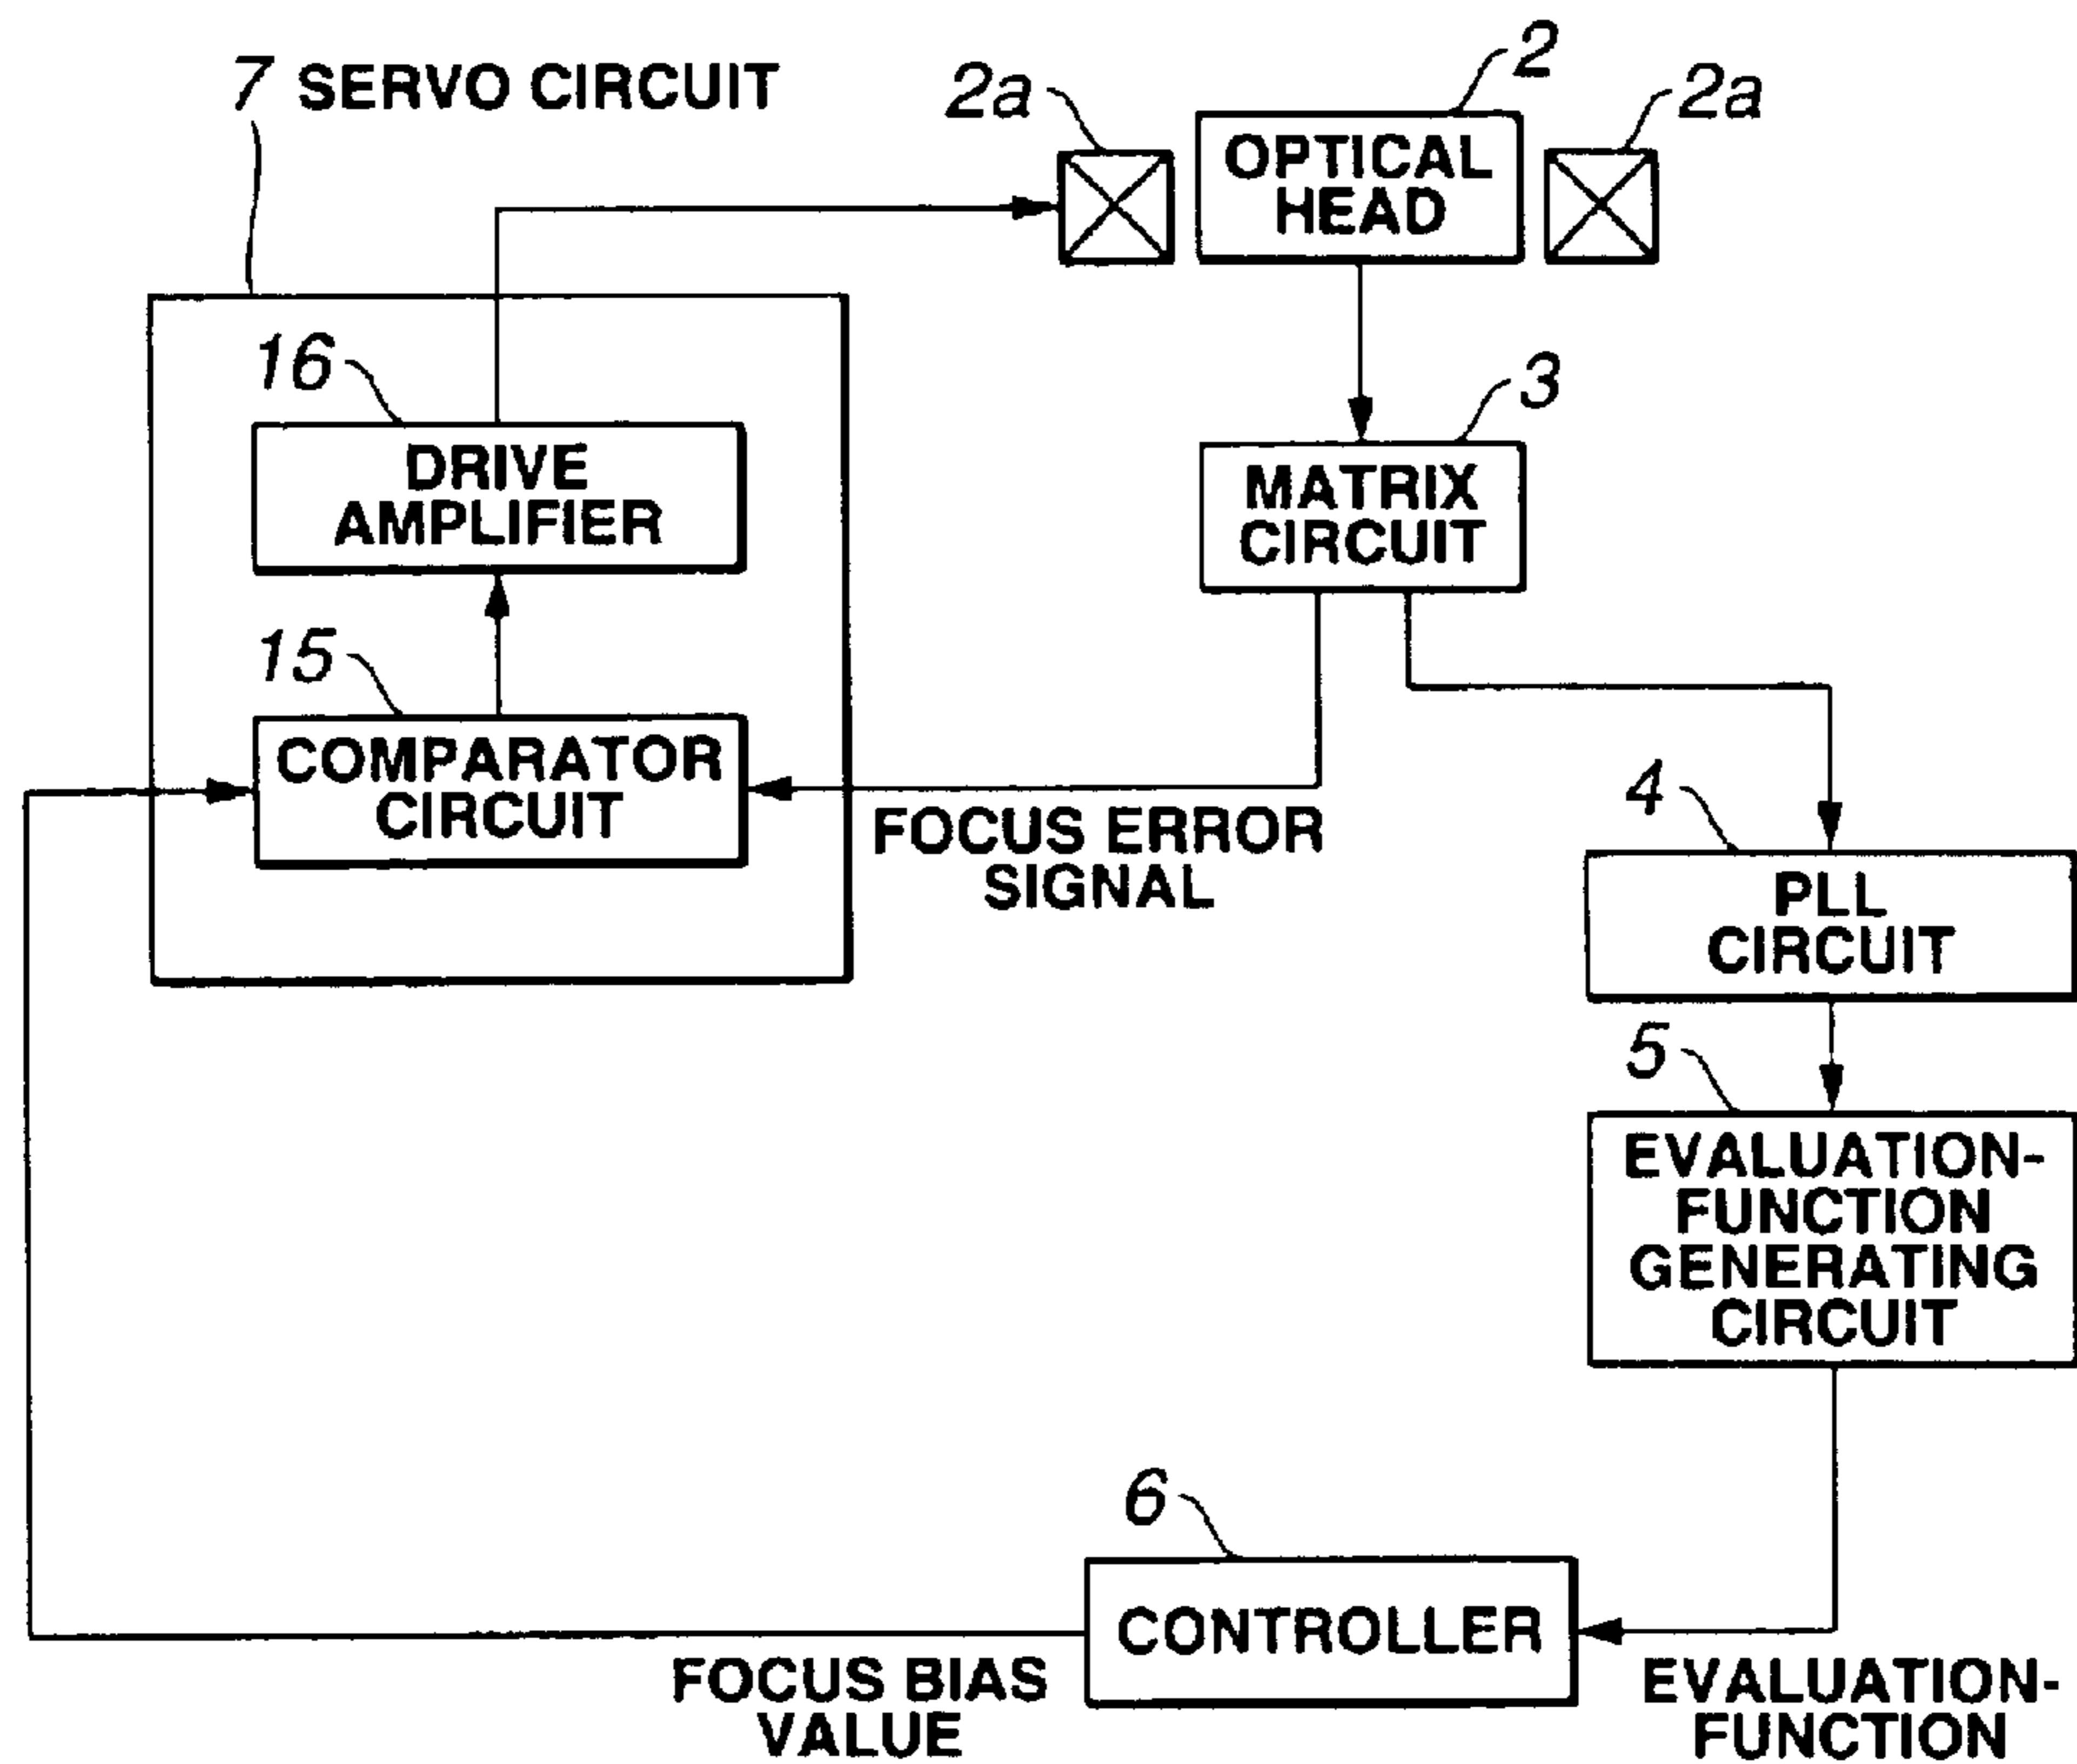 7 SERVO CIRCUIT
2a
2
2a
OPTICAL
HEAD
16
DRIVE
AMPLIFIER
3
MATRIX
CIRCUIT
15
COMPARATOR
CIRCUIT
FOCUS ERROR
SIGNAL
4
PLL
CIRCUIT
5
EVALUATION-
FUNCTION
GENERATING
CIRCUIT
6
CONTROLLER
FOCUS BIAS
VALUE
EVALUATION-
FUNCTION